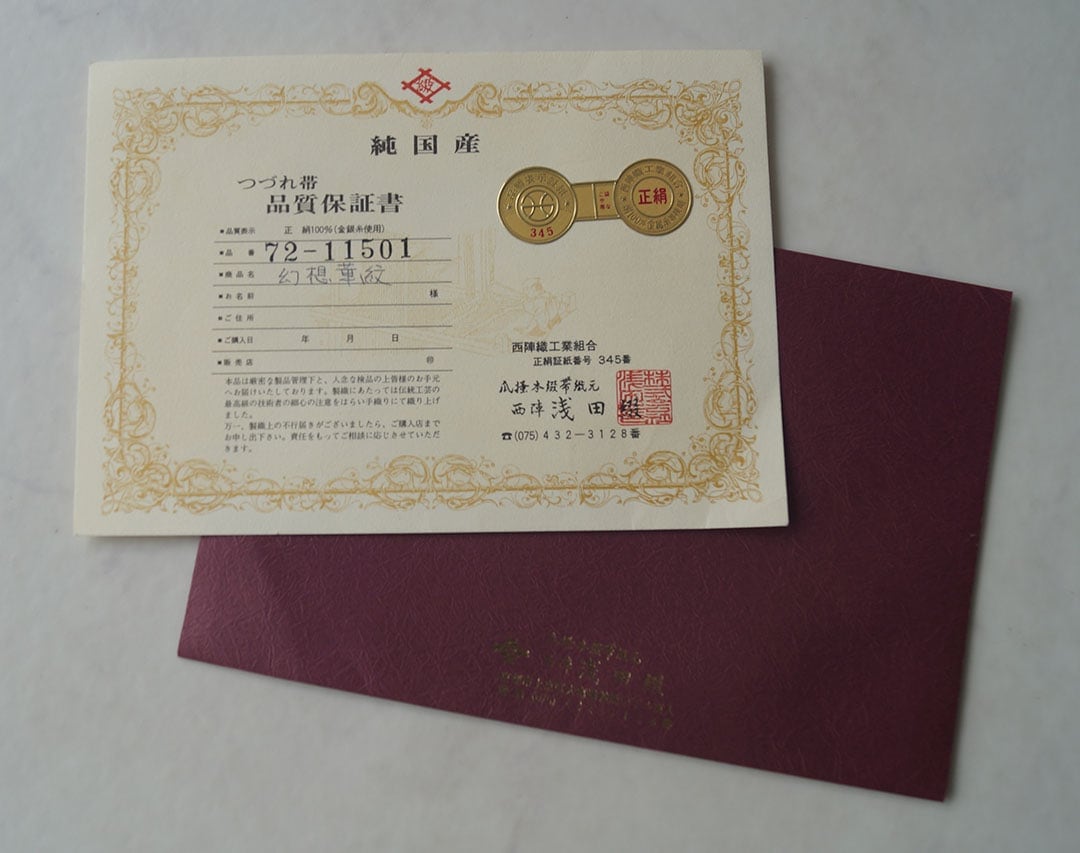 綴
純国産
つづれ帯
品質保証書
■品質表示 正 絹100%(金銀糸使用)
■品 番 72-11501
■商品名 幻想華紋
■お名前 様
■ご住所
■ご購入日 年 月 日
■販売店 ㊞
本品は厳密な製品管理下と、入念な検品の上皆様のお手元
へお届けいたしております。製織にあたっては伝統工芸の
最高級の技術者の細心の注意をはらい手織りにて織り上げ
ました。
万一、製織上の不行届きがございましたら、ご購入店まで
お申し出下さい。責任をもってご相談に応じさせていただ
きます。
345
西陣織工業組合
正絹
西陣織工業組合
正絹証紙番号 345番
爪掻本綴帯織元
西陣 浅田綴
☎(075)432-3128番
浅田綴